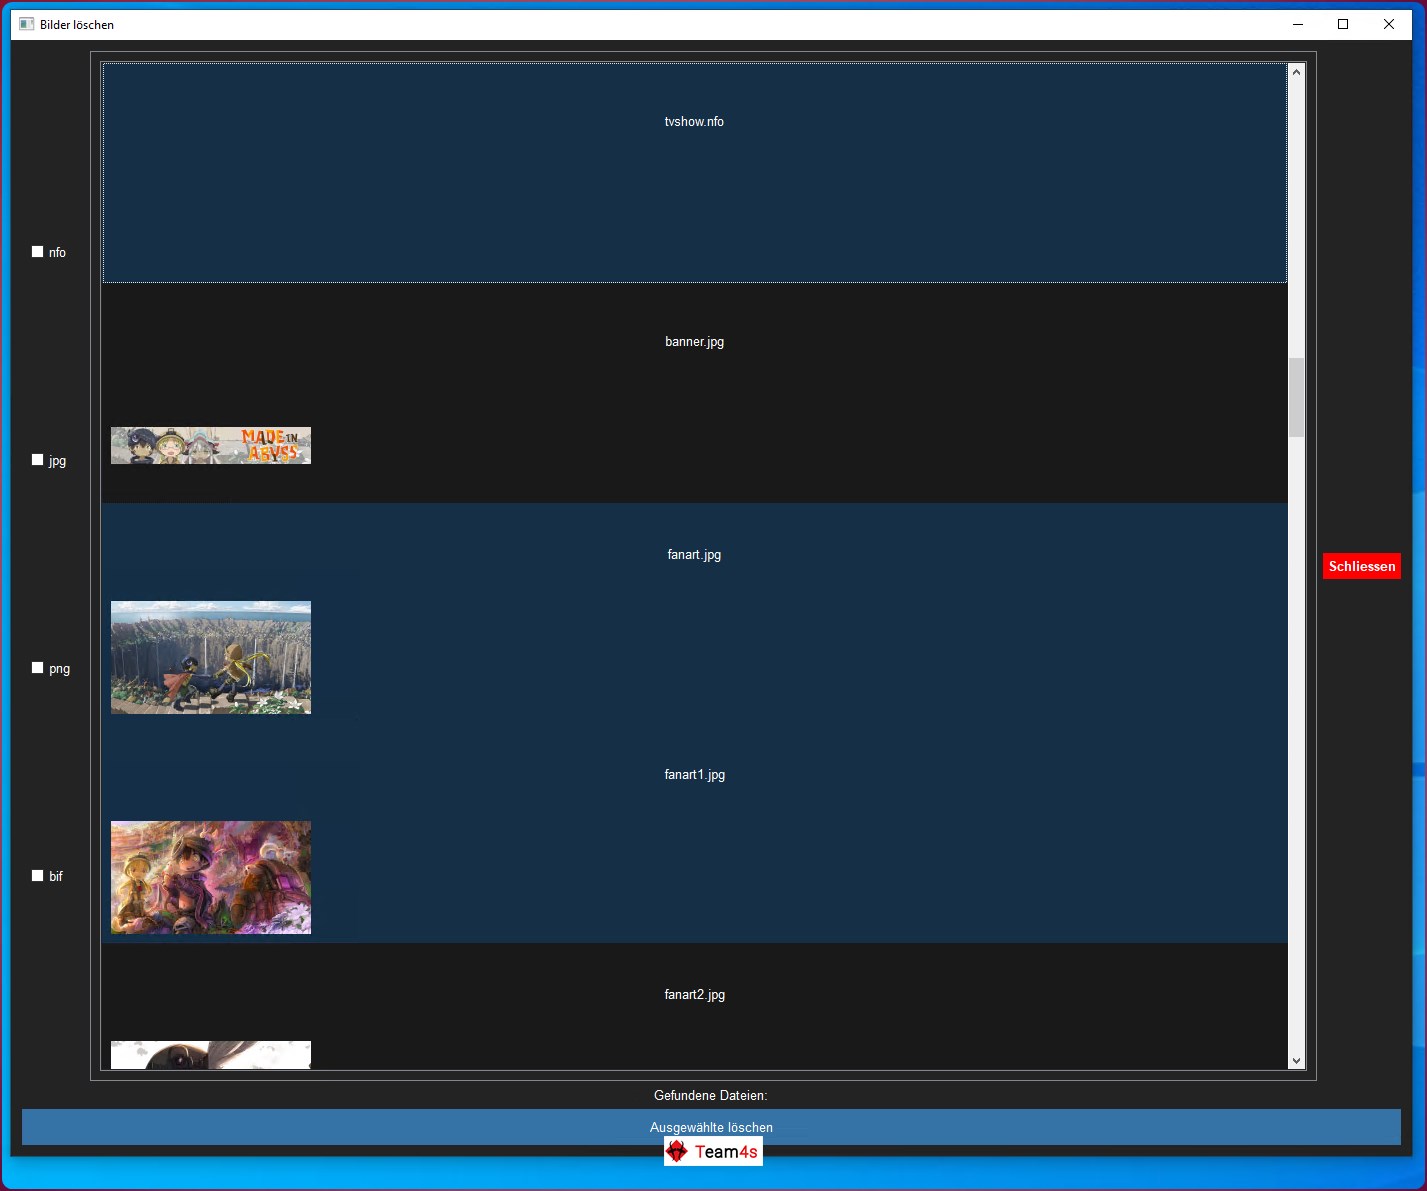 Bilder löschen
tvshow.nfo
nfo
banner.jpg
MADE IN
ABYSS
jpg
fanart.jpg
Schliessen
png
fanart1.jpg
bif
fanart2.jpg
Gefundene Dateien:
Ausgewählte löschen
Team4s